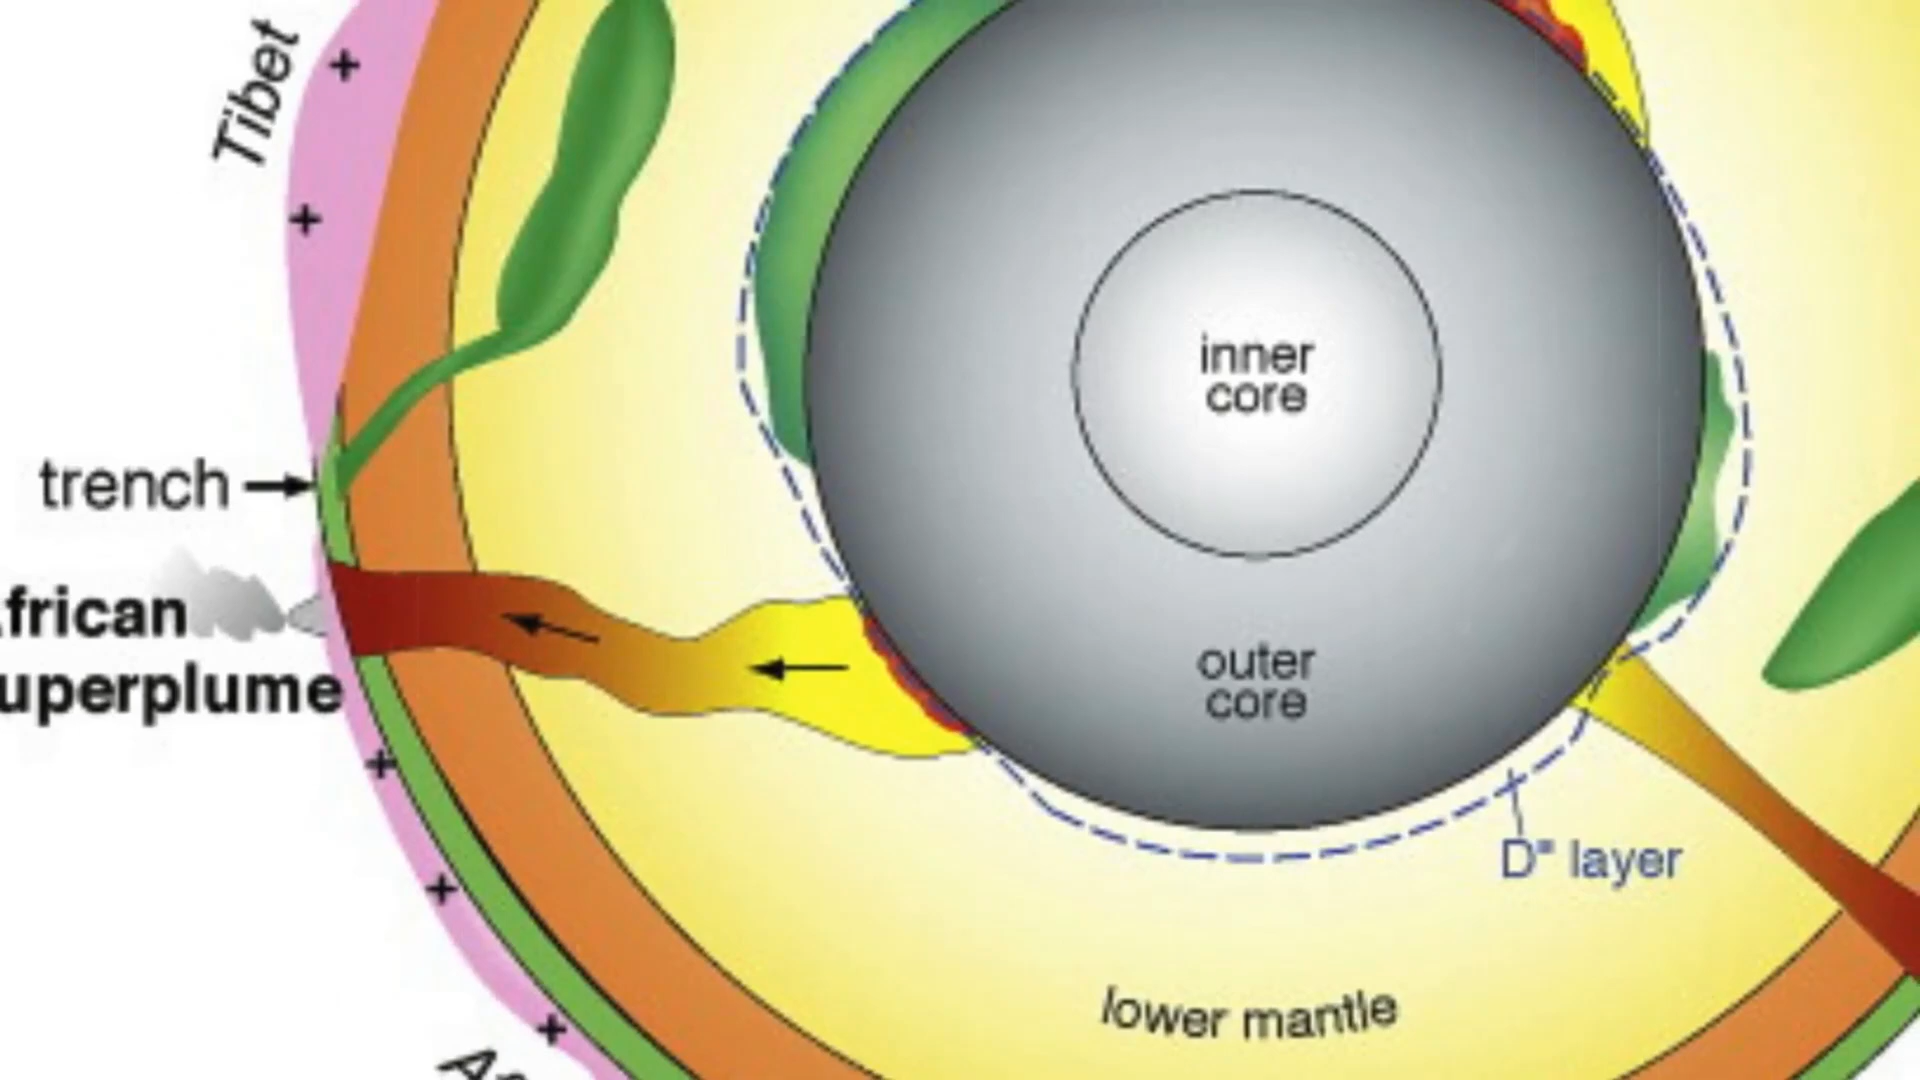 Tibet
inner
core
trench
frican
uperplume
outer
core
D" layer
lower mantle